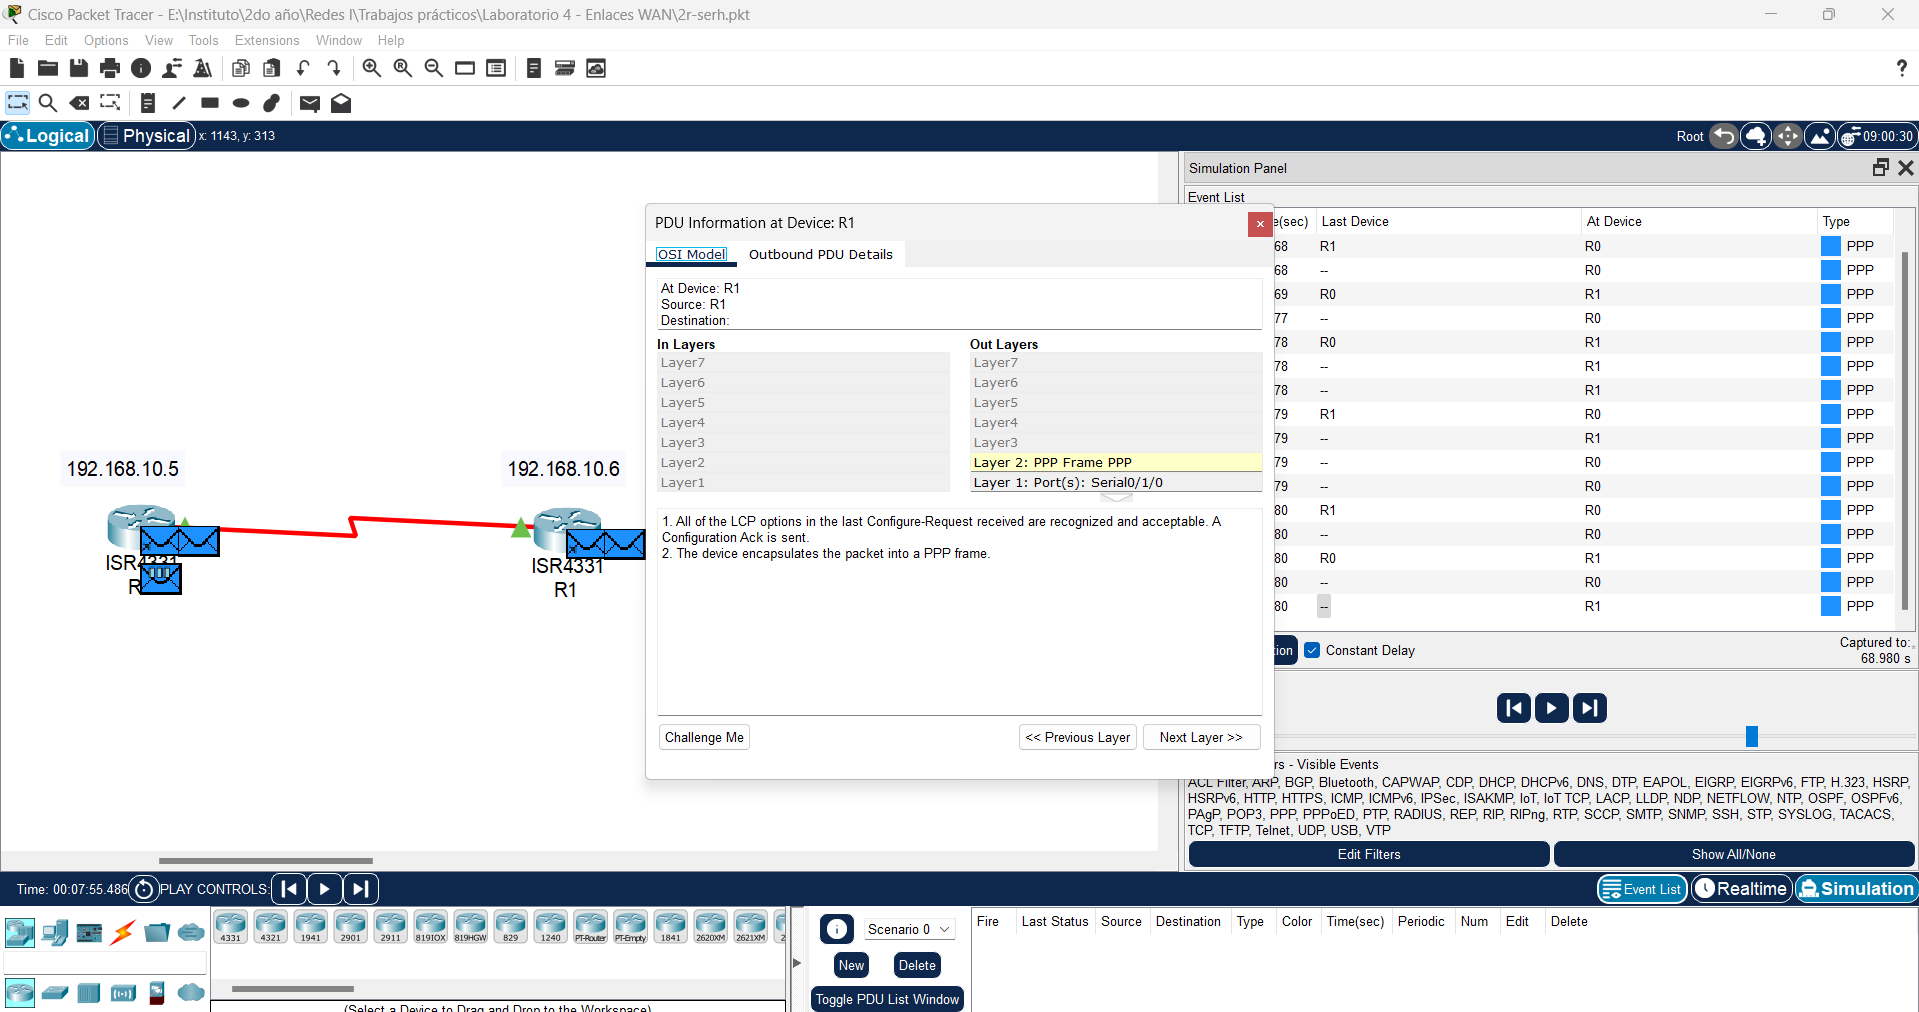 Cisco Packet Tracer - E:\Instituto\2do año\Redes I\Trabajos prácticos\Laboratorio 4 - Enlaces WAN\2r-serh.pkt
File Edit Options View Tools Extensions Window Help
?
Logical Physical x: 1143, y: 313 Root 09:00:30
Simulation Panel
Event List
e(sec) Last Device At Device Type
68 R1 R0 PPP
68 -- R0 PPP
69 R0 R1 PPP
77 -- R0 PPP
78 R0 R1 PPP
78 -- R1 PPP
78 -- R1 PPP
79 R1 R0 PPP
79 -- R1 PPP
79 -- R0 PPP
79 -- R0 PPP
80 R1 R0 PPP
80 -- R0 PPP
80 R0 R1 PPP
80 -- R0 PPP
80 -- R1 PPP
tion Constant Delay
Captured to:
68.980 s
PDU Information at Device: R1
OSI Model Outbound PDU Details
At Device: R1
Source: R1
Destination:
In Layers Out Layers
Layer7 Layer7
Layer6 Layer6
Layer5 Layer5
Layer4 Layer4
Layer3 Layer3
Layer2 Layer 2: PPP Frame PPP
Layer1 Layer 1: Port(s): Serial0/1/0
1. All of the LCP options in the last Configure-Request received are recognized and acceptable. A
Configuration Ack is sent.
2. The device encapsulates the packet into a PPP frame.
Challenge Me << Previous Layer Next Layer >>
192.168.10.5
ISR4331
R
192.168.10.6
ISR4331
R1
rs - Visible Events
ACL Filter, ARP, BGP, Bluetooth, CAPWAP, CDP, DHCP, DHCPv6, DNS, DTP, EAPOL, EIGRP, EIGRPv6, FTP, H.323, HSRP,
HSRPv6, HTTP, HTTPS, ICMP, ICMPv6, IPSec, ISAKMP, IoT, IoT TCP, LACP, LLDP, NDP, NETFLOW, NTP, OSPF, OSPFv6,
PAgP, POP3, PPP, PPPoED, PTP, RADIUS, REP, RIP, RIPng, RTP, SCCP, SMTP, SNMP, SSH, STP, SYSLOG, TACACS,
TCP, TFTP, Telnet, UDP, USB, VTP
Edit Filters Show All/None
Time: 00:07:55.486 PLAY CONTROLS: Event List Realtime Simulation
4331 4321 1941 2901 2911 819IOX 819HGW 829 1240 PT-Router PT-Empty 1841 2620XM 2621XM 2
(Select a Device to Drag and Drop to the Workspace)
Scenario 0
New Delete
Toggle PDU List Window
Fire Last Status Source Destination Type Color Time(sec) Periodic Num Edit Delete